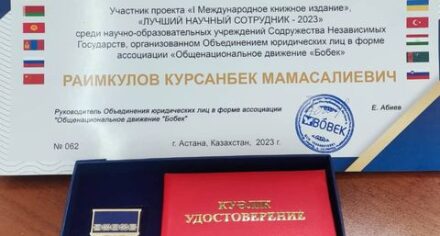 Участник проекта «I Международное книжное издание»,
«ЛУЧШИЙ НАУЧНЫЙ СОТРУДНИК - 2023»
среди научно-образовательных учреждений Содружества Независимых
Государств, организованном Объединением юридических лиц в форме
ассоциации «Общенациональное движение «Бобек»
РАИМКУЛОВ КУРСАНБЕК МАМАСАЛИЕВИЧ
Руководитель Объединения юридических лиц в форме ассоциации
"Общенациональное движение "Бобек"
Е. Абиев
BÓBEK
№ 062
г. Астана, Казахстан, 2023 г.
КУӘЛІК
УДОСТОВЕРЕНИЕ